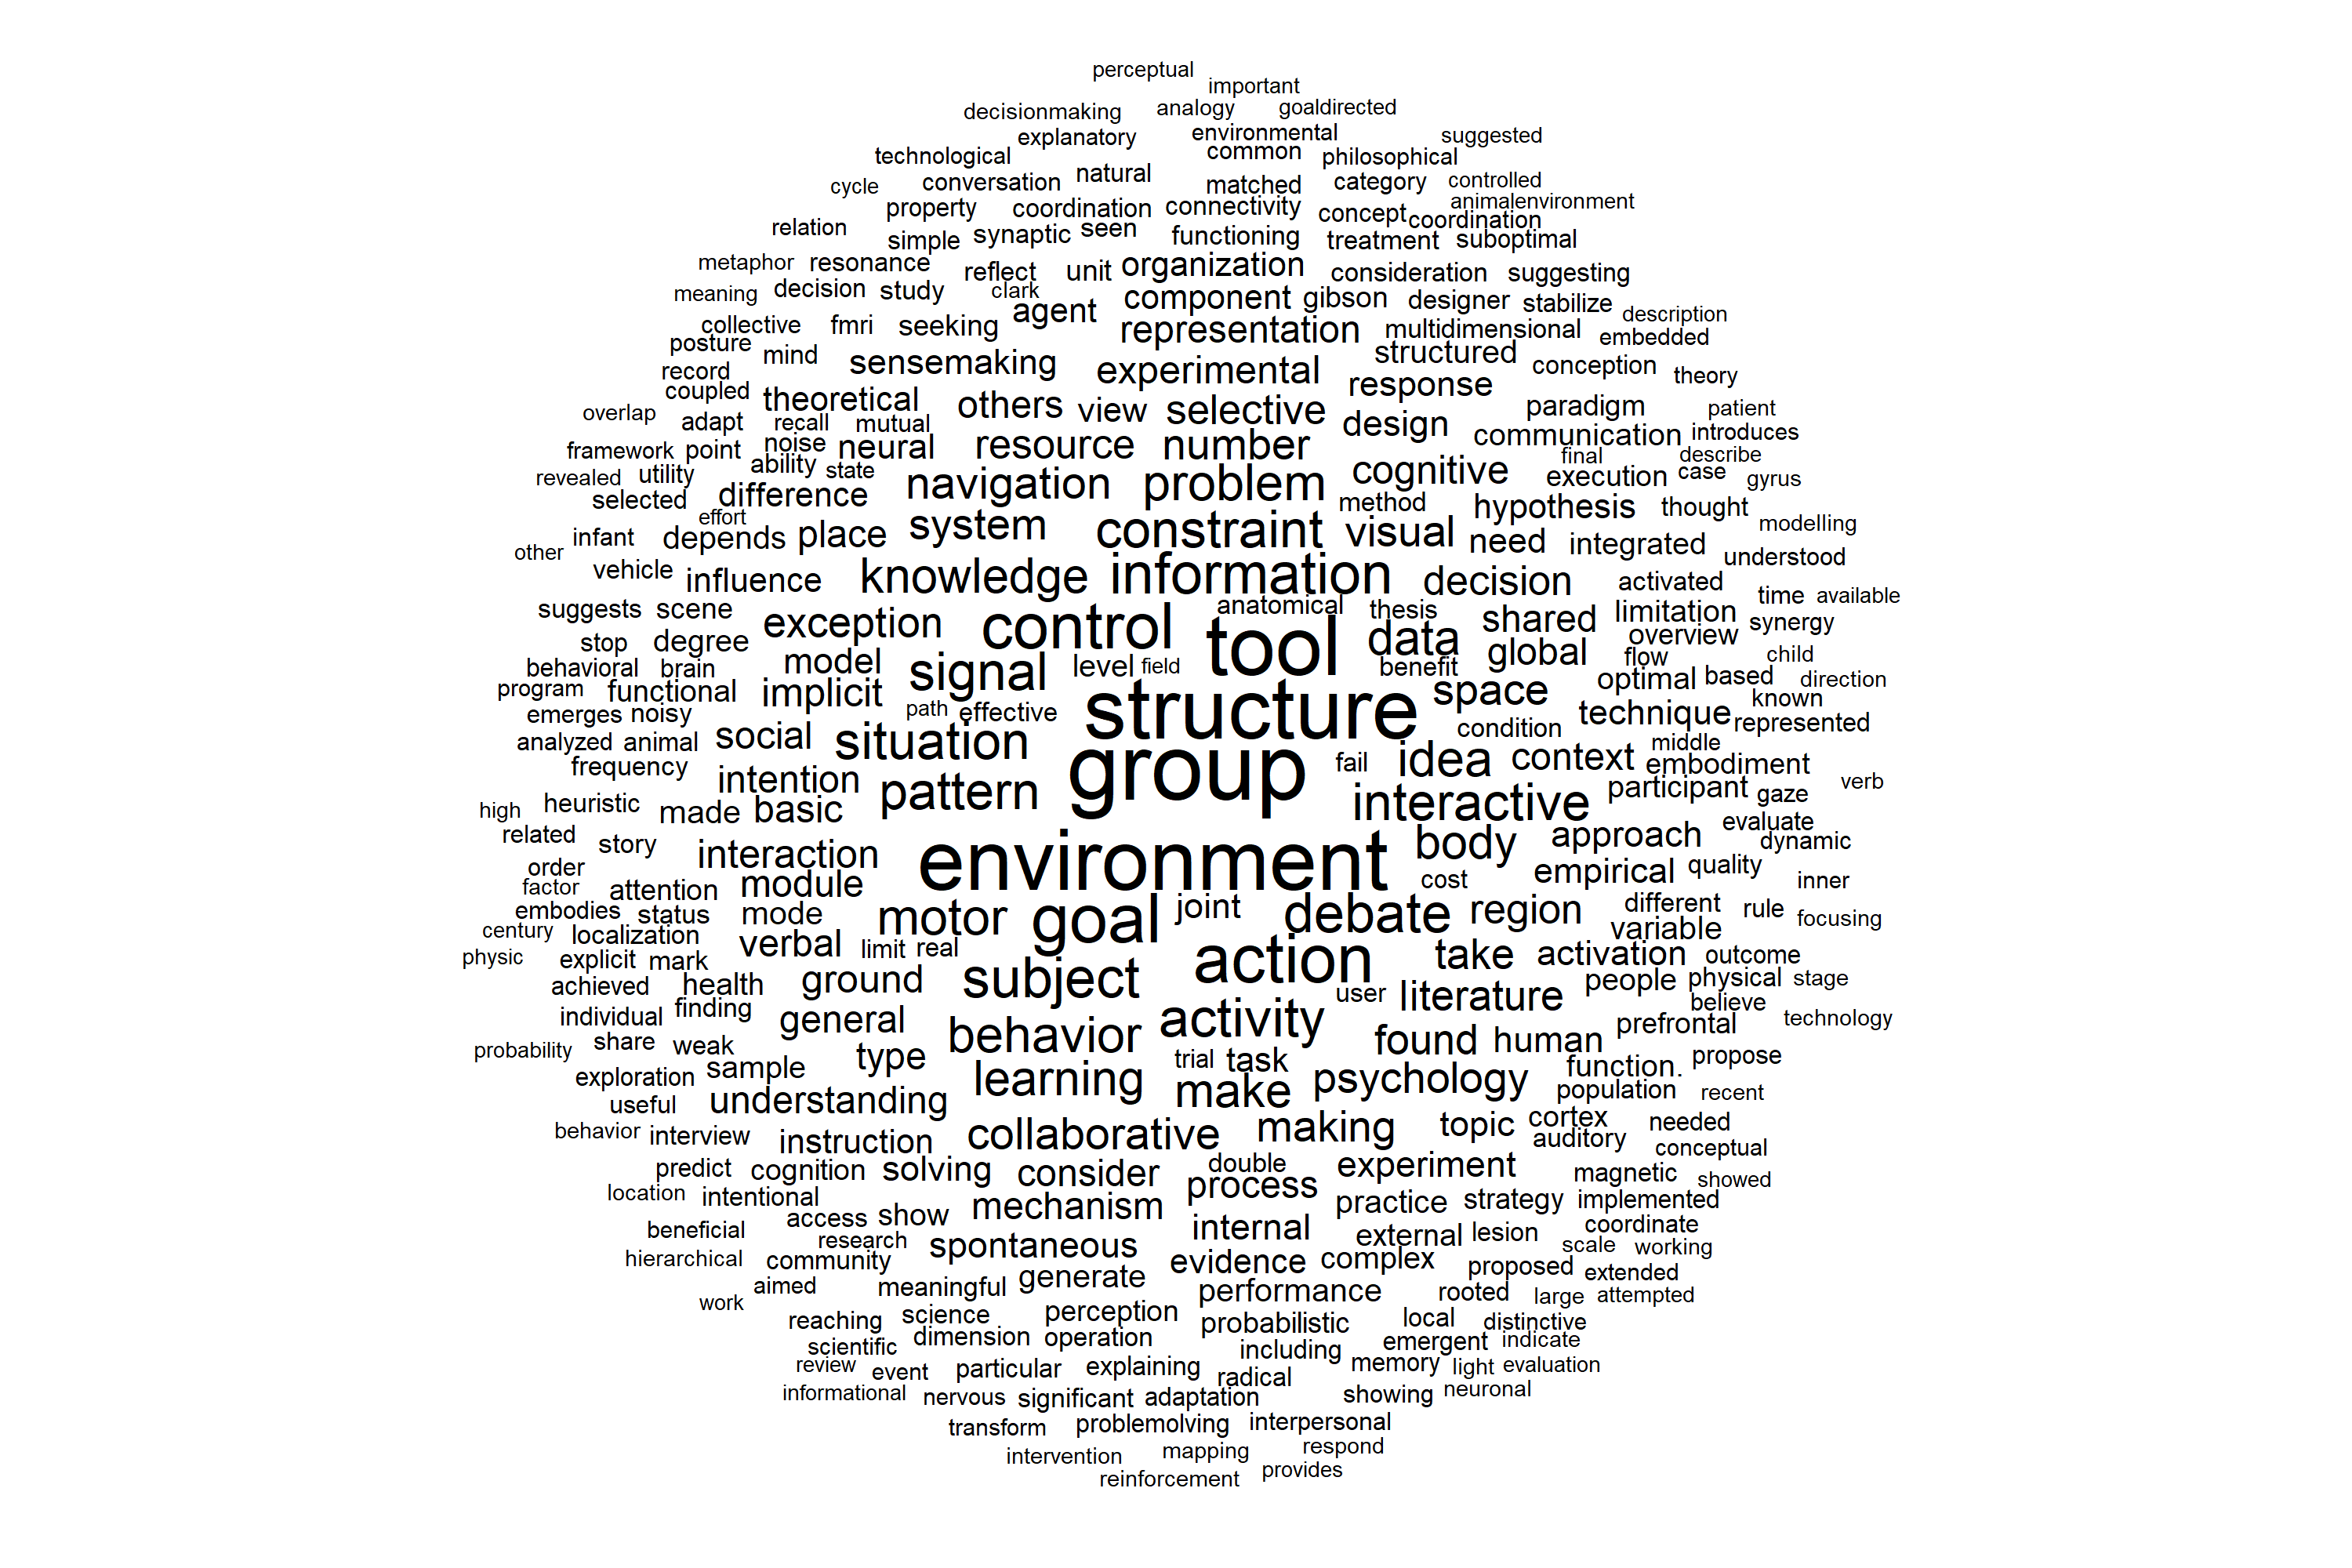 perceptual
important
decisionmaking analogy goaldirected
explanatory environmental suggested
technological common philosophical
cycle conversation natural matched category controlled
property coordination connectivity concept coordination animalenvironment
relation simple synaptic seen functioning treatment suboptimal
metaphor resonance reflect unit organization consideration suggesting
meaning decision study clark component gibson designer stabilize
collective fmri seeking agent representation multidimensional embedded description
posture mind sensemaking experimental structured conception
record coupled theoretical others view selective response paradigm theory
overlap adapt recall mutual design patient
framework point noise neural resource number communication introduces
revealed utility ability state navigation problem cognitive final execution describe case gyrus
selected difference method hypothesis thought
effort system constraint visual modelling
other infant depends place need integrated understood
vehicle influence knowledge information decision activated time available
suggests scene exception control anatomical thesis shared limitation
stop degree tool data overview synergy
behavioral brain model signal level field benefit global flow child
program functional implicit structure space optimal based direction
emerges noisy path effective condition technique known represented
analyzed animal social situation middle
frequency intention pattern group fail idea context embodiment verb
high heuristic made basic interactive participant gaze
related story interaction environment body approach evaluate dynamic
order module cost empirical quality inner
factor attention
embodies status mode motor goal joint debate region different rule focusing
century localization verbal limit real variable
physic explicit mark action take activation outcome
achieved health ground subject user literature people physical stage
individual finding general behavior activity found human prefrontal believe technology
probability share weak type trial task function. propose
exploration sample learning make psychology population recent
useful understanding
behavior interview instruction collaborative making topic cortex auditory needed conceptual
predict cognition solving consider double experiment magnetic showed
location intentional mechanism process practice strategy implemented
beneficial access show internal external lesion coordinate
hierarchical community research spontaneous evidence complex scale working
work aimed meaningful generate performance proposed extended
rooted large attempted
reaching science perception probabilistic local distinctive
scientific dimension operation including emergent indicate
review event particular explaining radical memory light evaluation
informational nervous significant adaptation showing neuronal
transform problemolving interpersonal
intervention mapping respond
reinforcement provides